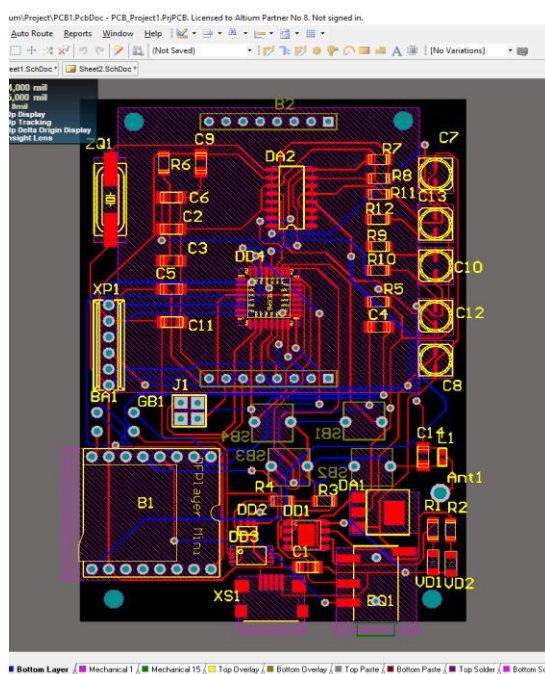 um\Project\PCB1.PcbDoc - PCB_Project1.PrjPCB. Licensed to Altium Partner No 8. Not signed in.
Auto Route Reports Window Help
(Not Saved) [No Variations]
eet1.SchDoc * Sheet2.SchDoc *
4,000 mil
5,000 mil
8mil
Up Display
Up Tracking
Up Delta Origin Display
Insight Lens
B2
ZQ1
C9
R6
DA2
R7
C7
R8
R11
C13
C6
R12
C2
C3
R9
DD4
R10
C10
C5
XP1
R5
C4
C12
C11
C8
J1
BA1
GB1
SB4
SB1
C14
L1
SB3
SB2
Ant1
DFPlayer Mini
B1
R4
R3
DA1
DD2
DD1
R1
R2
DD3
C1
XS1
BQ1
VD1
VD2
Bottom Layer Mechanical 1 Mechanical 15 Top Overlay Bottom Overlay Top Paste Bottom Paste Top Solder Bottom So